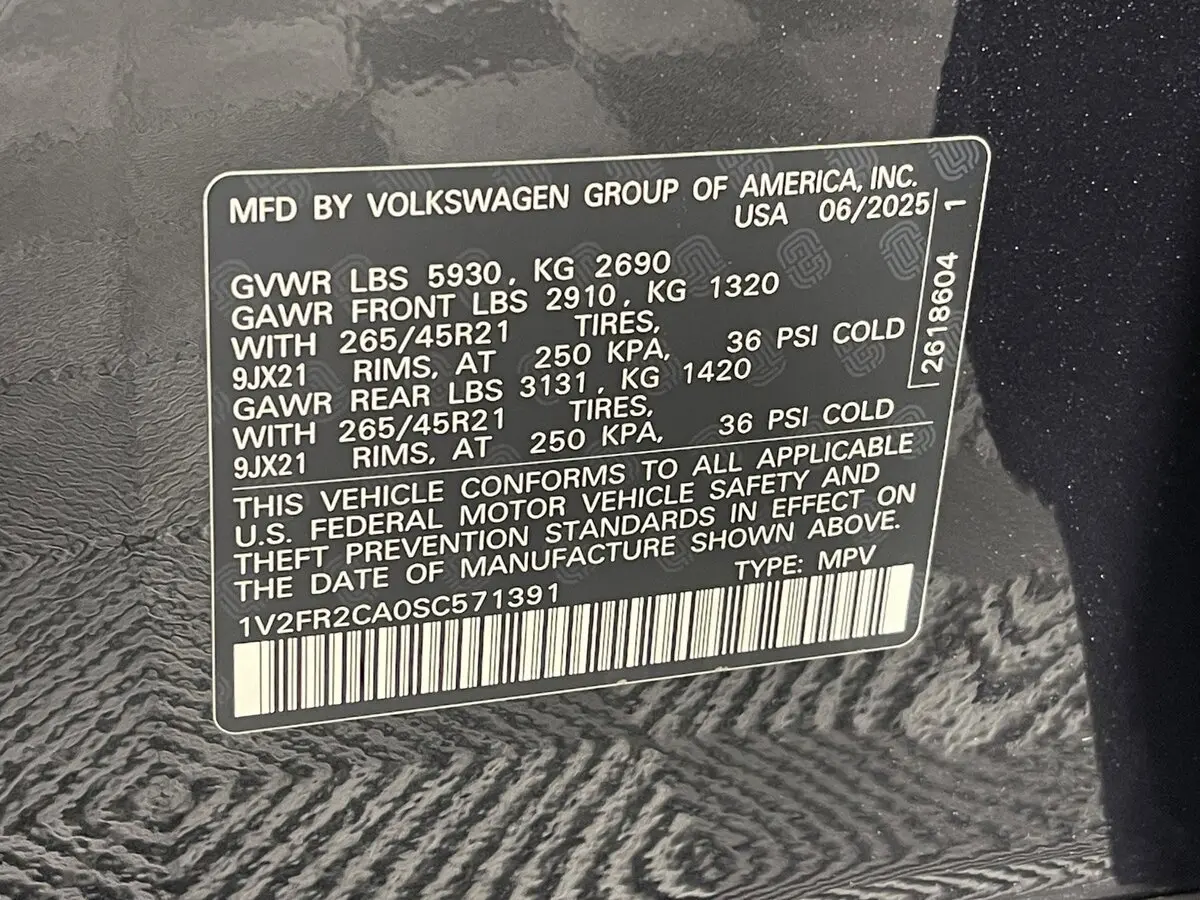 MFD BY VOLKSWAGEN GROUP OF AMERICA, INC.
USA 06/2025
GVWR LBS 5930, KG 2690
GAWR FRONT LBS 2910, KG 1320
WITH 265/45R21 TIRES,
9JX21 RIMS, AT 250 KPA, 36 PSI COLD
GAWR REAR LBS 3131, KG 1420
WITH 265/45R21 TIRES,
9JX21 RIMS, AT 250 KPA, 36 PSI COLD
THIS VEHICLE CONFORMS TO ALL APPLICABLE
U.S. FEDERAL MOTOR VEHICLE SAFETY AND
THEFT PREVENTION STANDARDS IN EFFECT ON
THE DATE OF MANUFACTURE SHOWN ABOVE.
1V2FR2CA0SC571391 TYPE: MPV
2618604 1